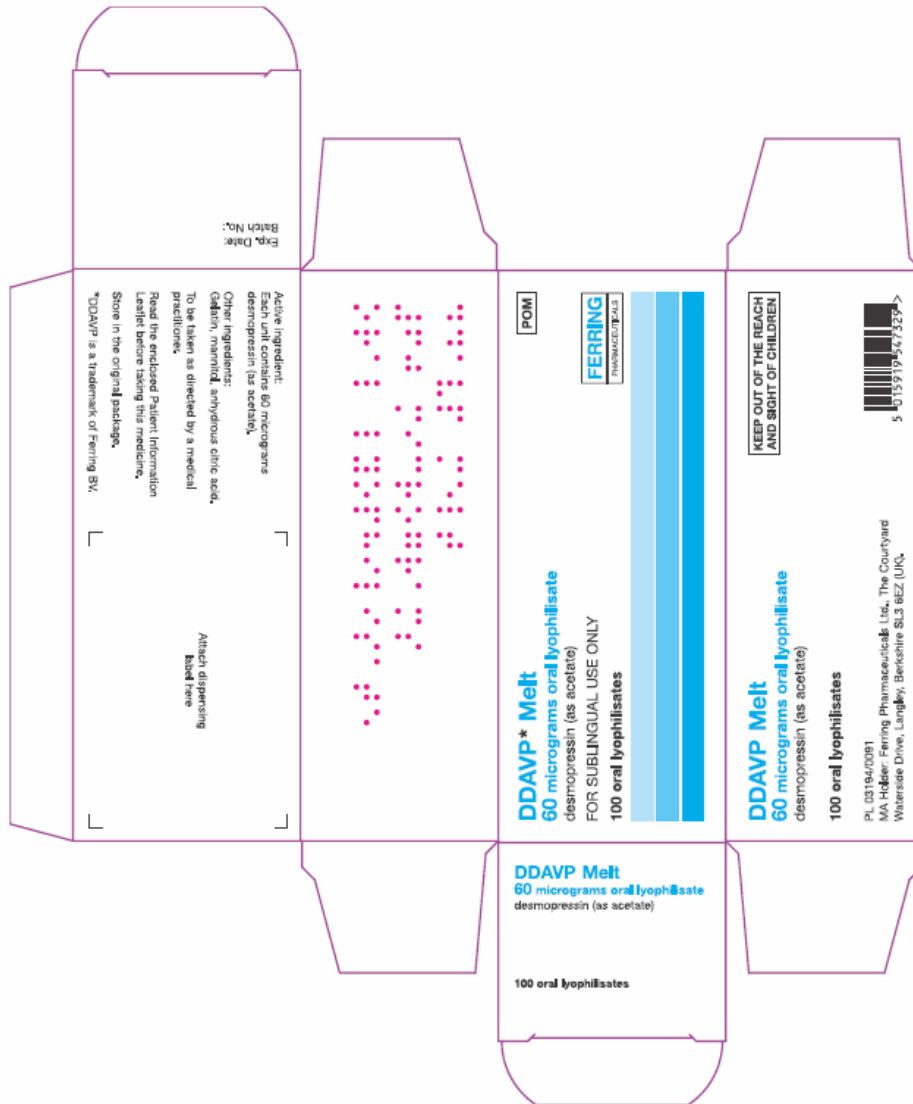 Exp. Date:
Batch No.:
Active ingredient:
Each unit contains 60 micrograms
desmopressin (as acetate).
Other ingredients:
Gelatin, mannitol, anhydrous citric acid.
To be taken as directed by a medical
practitioner.
Read the enclosed Patient Information
Leaflet before taking this medicine.
Store in the original package.
*DDAVP is a trademark of Ferring BV.
Attach dispensing
label here
POM
FERRING
PHARMACEUTICALS
DDAVP* Melt
60 micrograms oral lyophilisate
desmopressin (as acetate)
FOR SUBLINGUAL USE ONLY
100 oral lyophilisates
DDAVP Melt
60 micrograms oral lyophilisate
desmopressin (as acetate)
100 oral lyophilisates
KEEP OUT OF THE REACH
AND SIGHT OF CHILDREN
DDAVP Melt
60 micrograms oral lyophilisate
desmopressin (as acetate)
100 oral lyophilisates
PL 03194/0091
MA Holder: Ferring Pharmaceuticals Ltd., The Courtyard
Waterside Drive, Langley, Berkshire SL3 6EZ (UK).
5 015919 547329 >